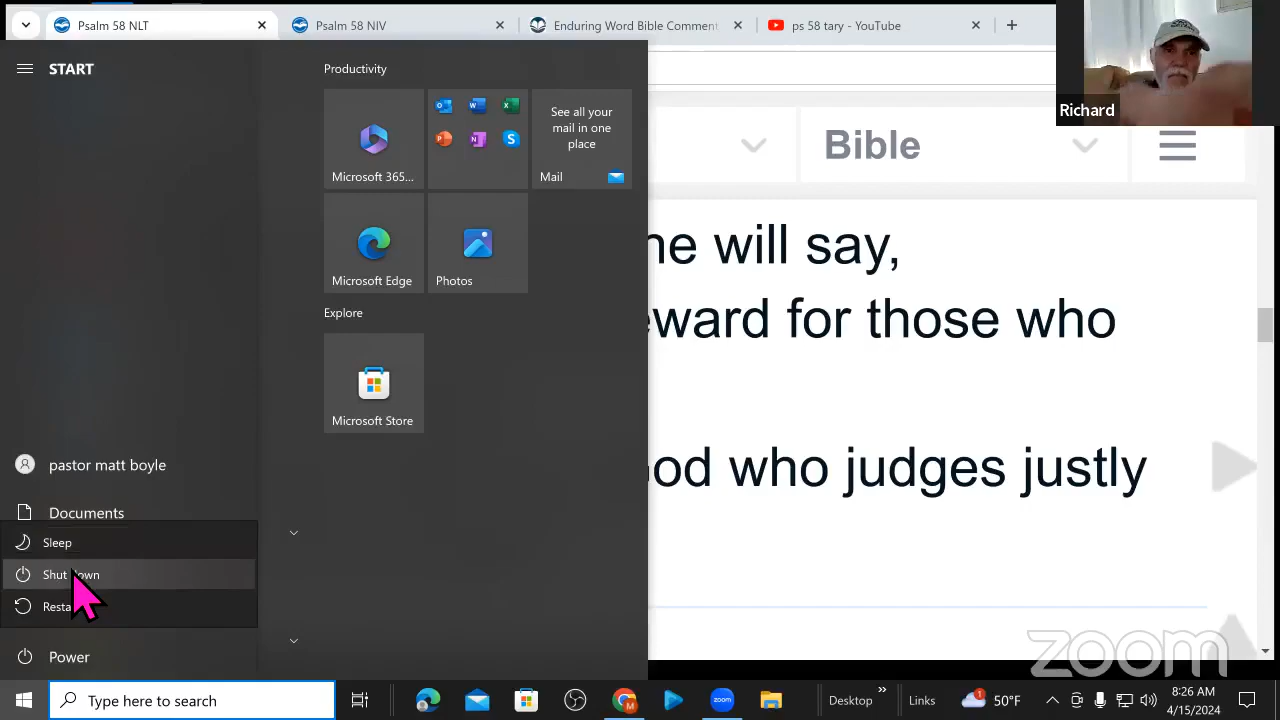 Psalm 58 NLT
Psalm 58 NIV
Enduring Word Bible Comment
ps 58 tary - YouTube
START
Productivity
See all your
mail in one
place
Microsoft 365...
Mail
Microsoft Edge
Photos
Explore
Microsoft Store
pastor matt boyle
Documents
Sleep
Shut down
Power
Richard
Bible
he will say,
eward for those who
od who judges justly
zoom
Type here to search
zoom
Desktop
Links
50°F
8:26 AM
4/15/2024